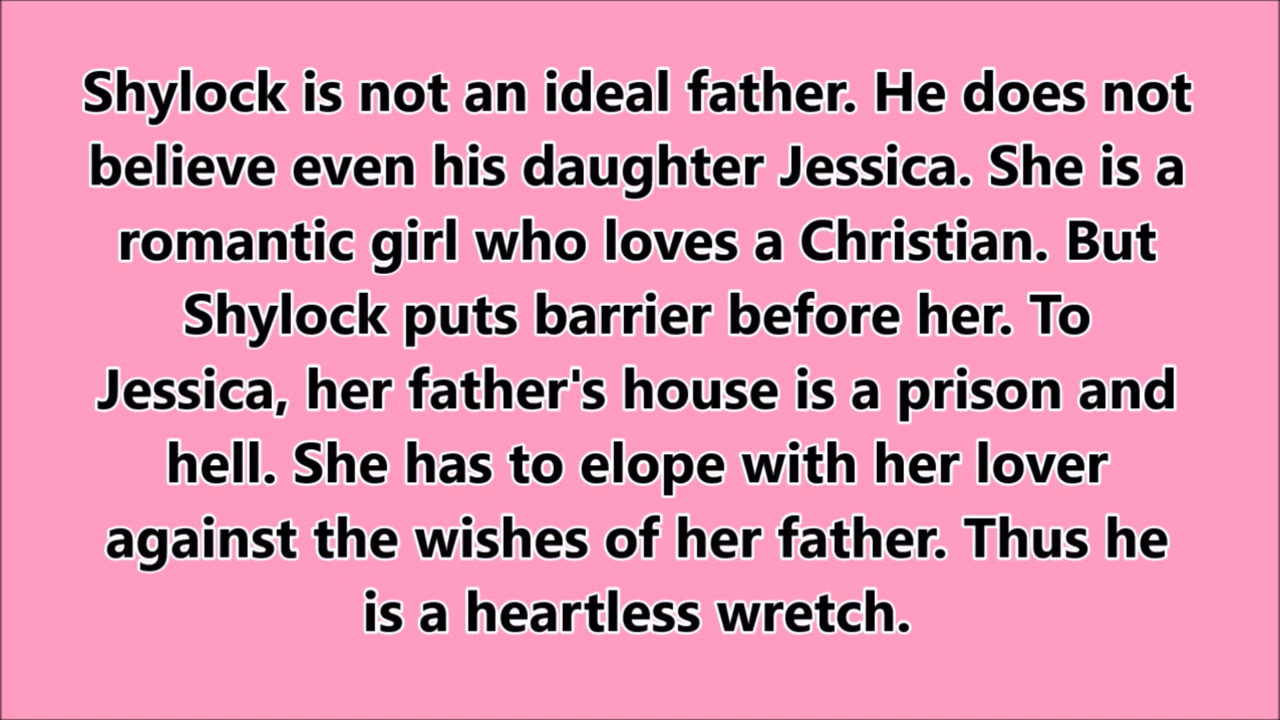 Shylock is not an ideal father. He does not
believe even his daughter Jessica. She is a
romantic girl who loves a Christian. But
Shylock puts barrier before her. To
Jessica, her father's house is a prison and
hell. She has to elope with her lover
against the wishes of her father. Thus he
is a heartless wretch.